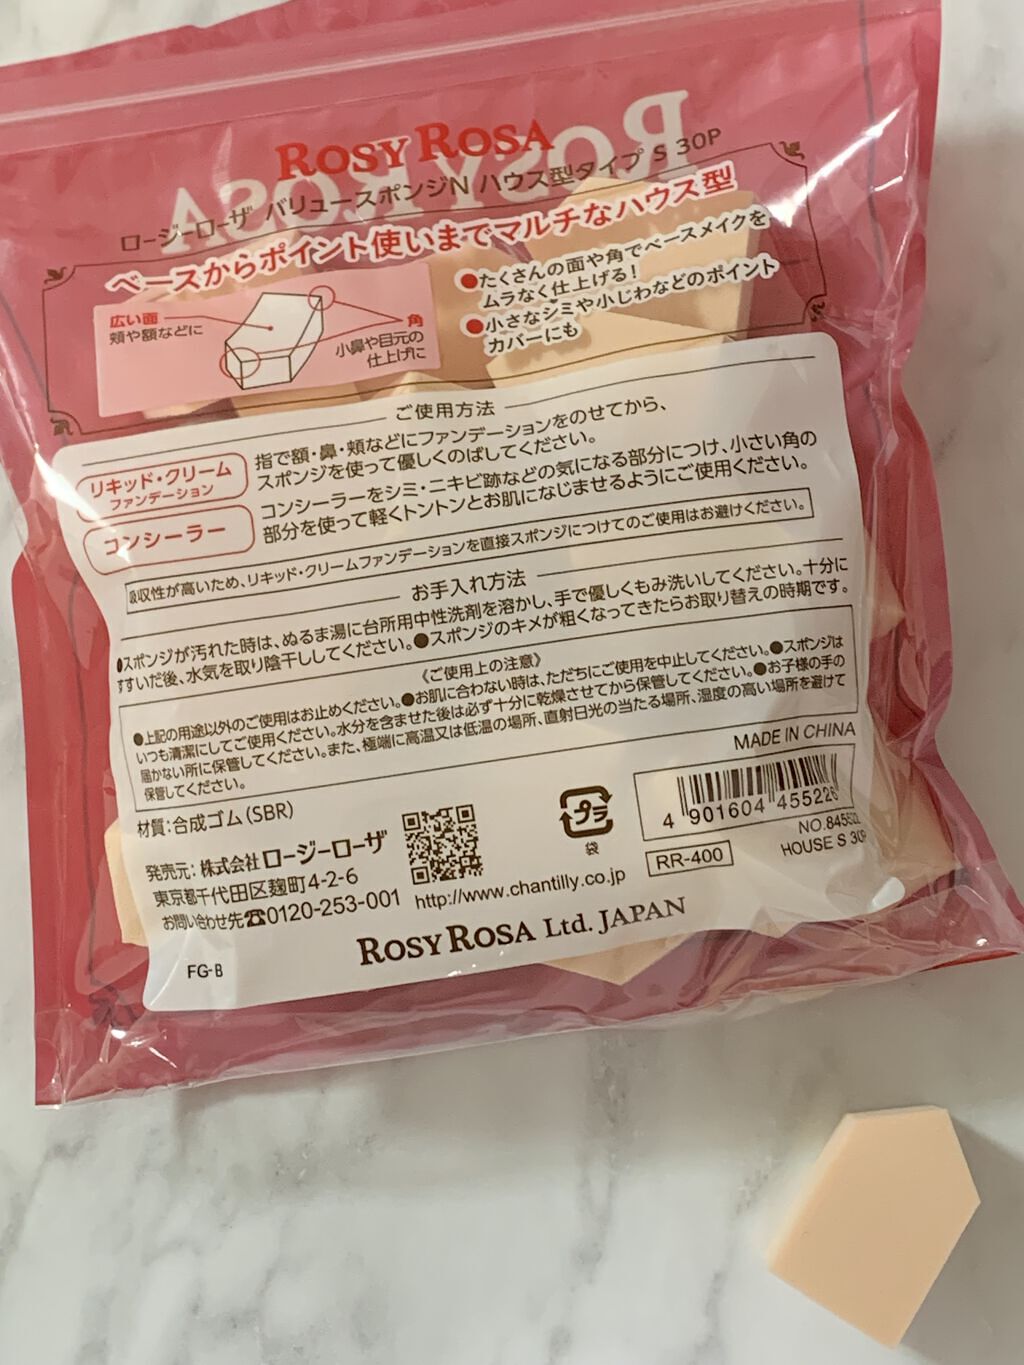 ROSY ROSA
ロージーローザ バリュースポンジN ハウス型タイプ S 30P
ベースからポイント使いまでマルチなハウス型
広い面
頬や額などに
角
小鼻や目元の
仕上げに
●たくさんの面や角でベースメイクを
ムラなく仕上げる!
●小さなシミや小じわなどのポイント
カバーにも
ご使用方法
リキッド・クリーム
ファンデーション
指で額・鼻・頬などにファンデーションをのせてから、
スポンジを使って優しくのばしてください。
コンシーラー
コンシーラーをシミ・ニキビ跡などの気になる部分につけ、小さい角の
部分を使って軽くトントンとお肌になじませるようにご使用ください。
吸収性が高いため、リキッド・クリームファンデーションを直接スポンジにつけてのご使用はお避けください。
お手入れ方法
●スポンジが汚れた時は、ぬるま湯に台所用中性洗剤を溶かし、手で優しくもみ洗いしてください。十分に
すすいだ後、水気を取り陰干ししてください。●スポンジのキメが粗くなってきたらお取り替えの時期です。
《ご使用上の注意》
●上記の用途以外のご使用はお止めください。●お肌に合わない時は、ただちにご使用を中止してください。●スポンジは
いつも清潔にしてご使用ください。水分を含ませた後は必ず十分に乾燥させてから保管してください。●お子様の手の
届かない所に保管してください。また、極端に高温又は低温の場所、直射日光の当たる場所、湿度の高い場所を避けて
保管してください。
MADE IN CHINA
材質:合成ゴム(SBR)
発売元:株式会社ロージーローザ
東京都千代田区麹町4-2-6
お問い合わせ先☎0120-253-001
http://www.chantilly.co.jp
プラ
袋
4 901604 45522
RR-400
HOUSE S 30P
ROSY ROSA Ltd. JAPAN
FG-B